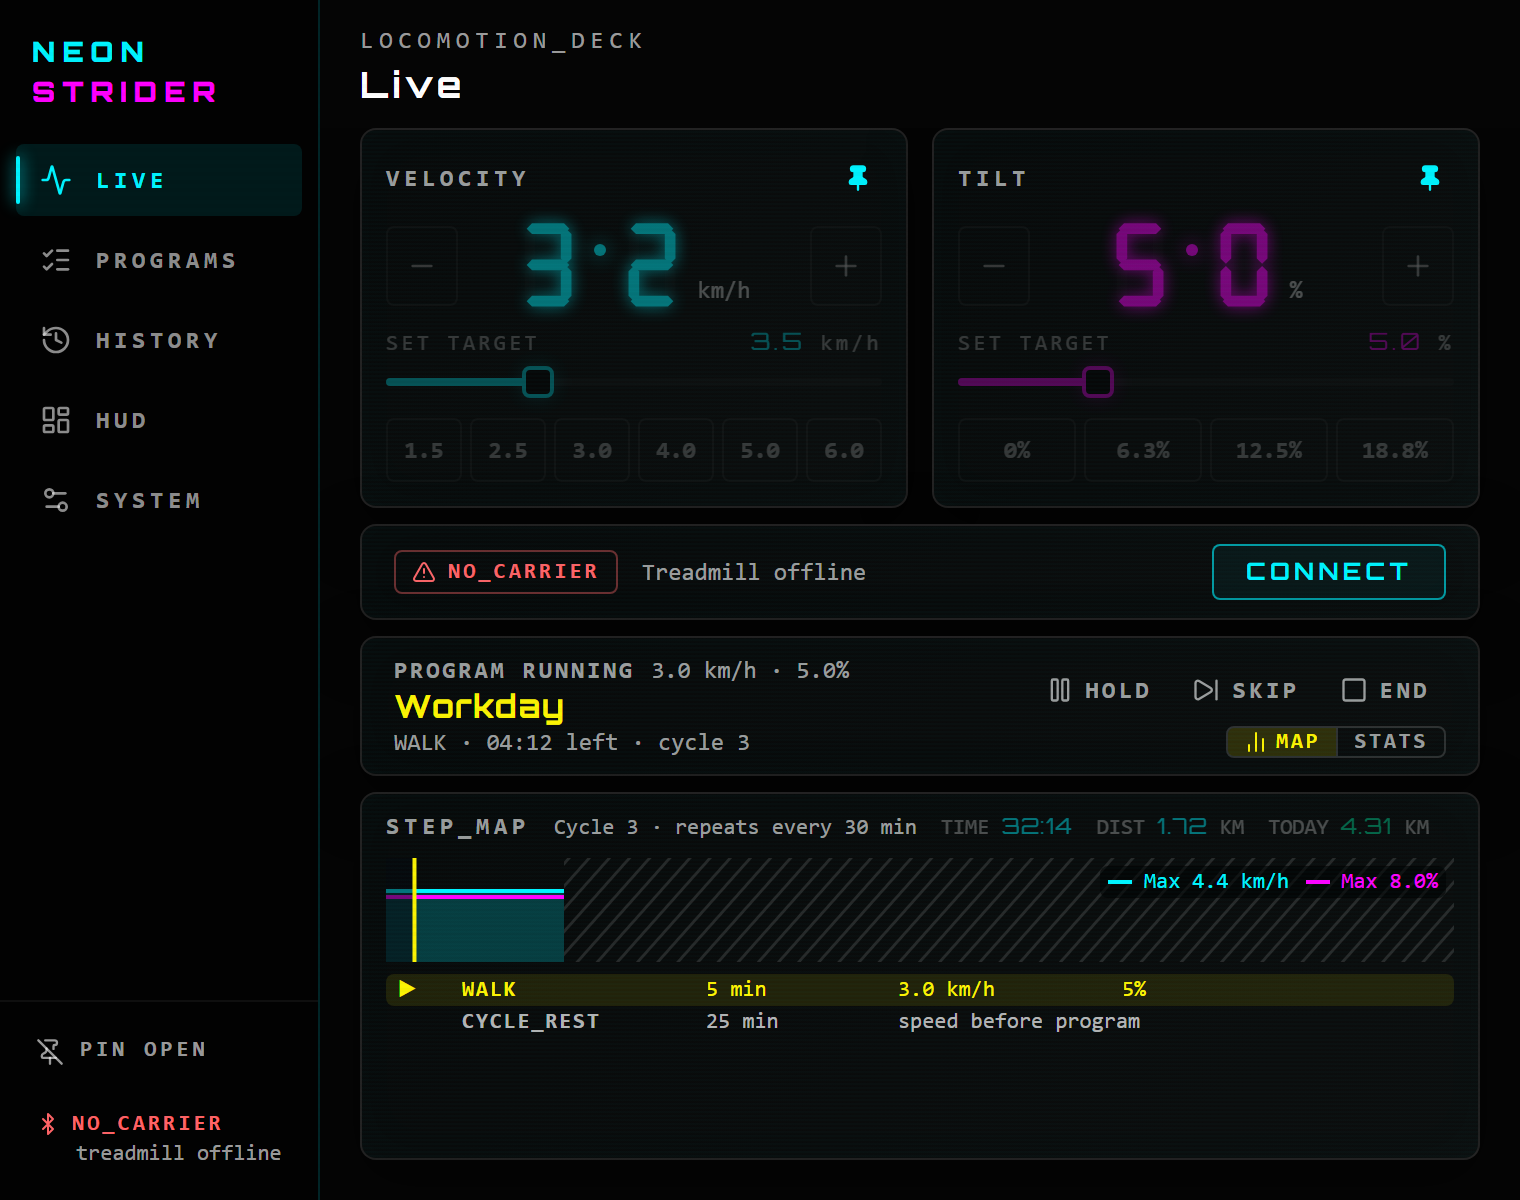 NEON
STRIDER
LIVE
PROGRAMS
HISTORY
HUD
SYSTEM
PIN OPEN
NO_CARRIER
treadmill offline
LOCOMOTION_DECK
Live
VELOCITY
3.2 km/h
SET TARGET 3.5 km/h
1.5 2.5 3.0 4.0 5.0 6.0
TILT
5.0 %
SET TARGET 5.0 %
0% 6.3% 12.5% 18.8%
NO_CARRIER Treadmill offline CONNECT
PROGRAM RUNNING 3.0 km/h · 5.0%
Workday
WALK · 04:12 left · cycle 3
HOLD SKIP END
MAP STATS
STEP_MAP Cycle 3 · repeats every 30 min TIME 32:14 DIST 1.72 KM TODAY 4.31 KM
Max 4.4 km/h Max 8.0%
WALK 5 min 3.0 km/h 5%
CYCLE_REST 25 min speed before program